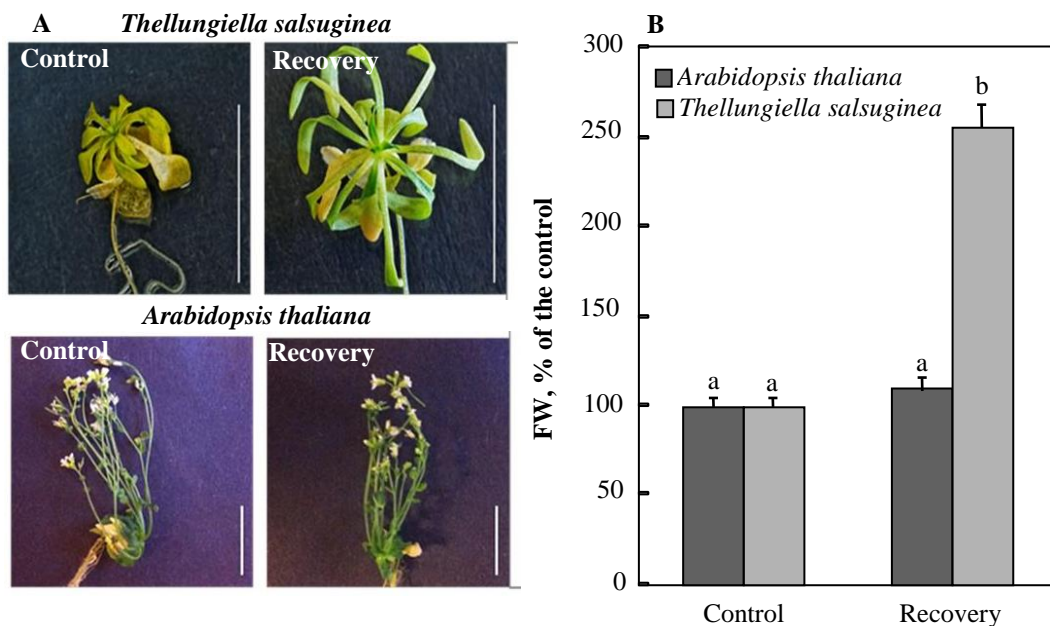 A
Thellungiella salsuginea
Control
Recovery
Arabidopsis thaliana
Control
Recovery
B
FW, % of the control
300
250
200
150
100
50
0
Arabidopsis thaliana
Thellungiella salsuginea
a
a
a
b
Control
Recovery